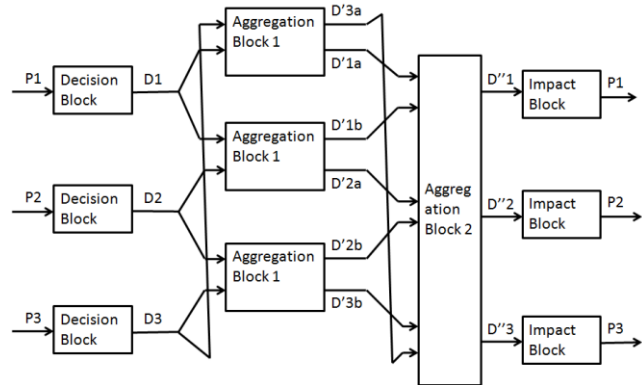 P1
Decision
Block
D1
P2
Decision
Block
D2
P3
Decision
Block
D3
Aggregation
Block 1
D'3a
D'1a
Aggregation
Block 1
D'1b
D'2a
Aggregation
Block 1
D'2b
D'3b
Aggreg
ation
Block 2
D''1
Impact
Block
P1
D''2
Impact
Block
P2
D''3
Impact
Block
P3